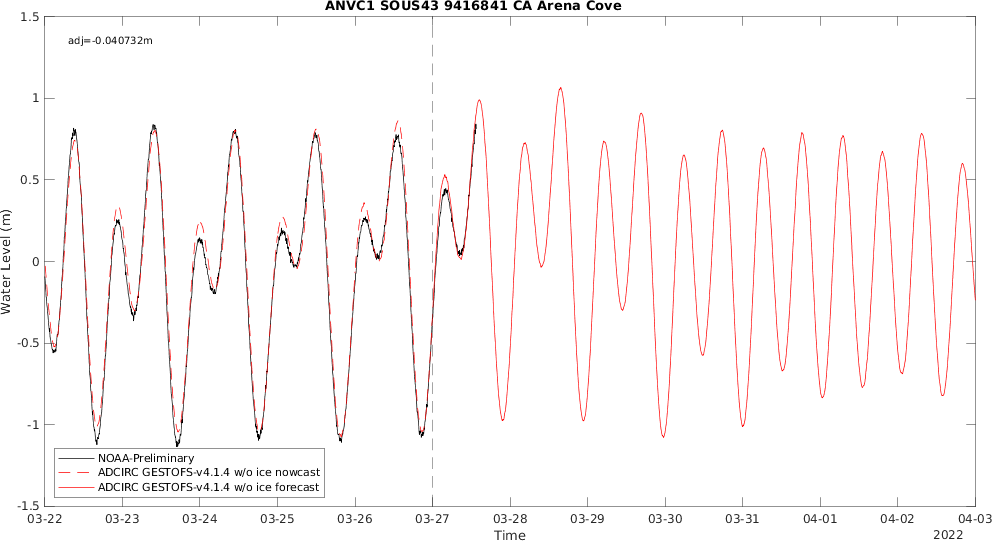 ANVC1 SOUS43 9416841 CA Arena Cove
adj=-0.040732m
1.5
1
0.5
0
-0.5
-1
-1.5
Water Level (m)
NOAA-Preliminary
ADCIRC GESTOFS-v4.1.4 w/o ice nowcast
ADCIRC GESTOFS-v4.1.4 w/o ice forecast
03-22 03-23 03-24 03-25 03-26 03-27 03-28 03-29 03-30 03-31 04-01 04-02 04-03
Time
2022